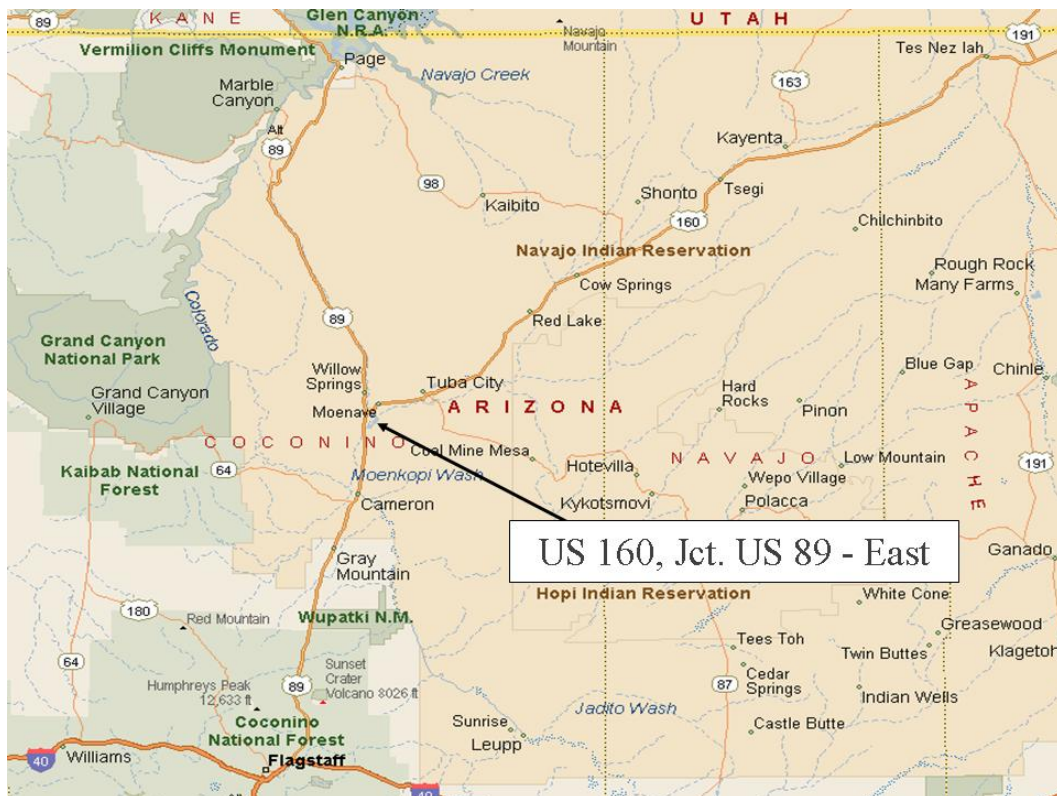 89
KANE
Glen Canyon
N.R.A.
UTAH
Navajo
Mountain
Vermilion Cliffs Monument
Page
Tes Nez Iah
191
Marble
Canyon
Navajo Creek
163
Alt
89
Kayenta
98
Kaibito
Shonto
Tsegi
160
Chilchinbito
Navajo Indian Reservation
Colorado
Cow Springs
Rough Rock
Many Farms
89
Red Lake
Grand Canyon
National Park
Willow
Springs
Tuba City
Blue Gap
Chinle
Grand Canyon
Village
Moenave
ARIZONA
Hard
Rocks
Pinon
APACHE
COCONINO
Coal Mine Mesa
NAVAJO
Low Mountain
191
Kaibab National
Forest
64
Moenkopi Wash
Hotevilla
Wepo Village
Cameron
Kykotsmovi
Polacca
US 160, Jct. US 89 - East
Gray
Mountain
Ganado
Hopi Indian Reservation
White Cone
180
Red Mountain
Wupatki N.M.
Greasewood
Tees Toh
Twin Buttes
Klagetoh
64
Sunset
Crater
Volcano 8026 ft
Cedar
Springs
Humphreys Peak
12,633 ft
89
87
Indian Wells
Coconino
National Forest
Sunrise
Jadito Wash
Castle Butte
Leupp
40
Williams
Flagstaff
40